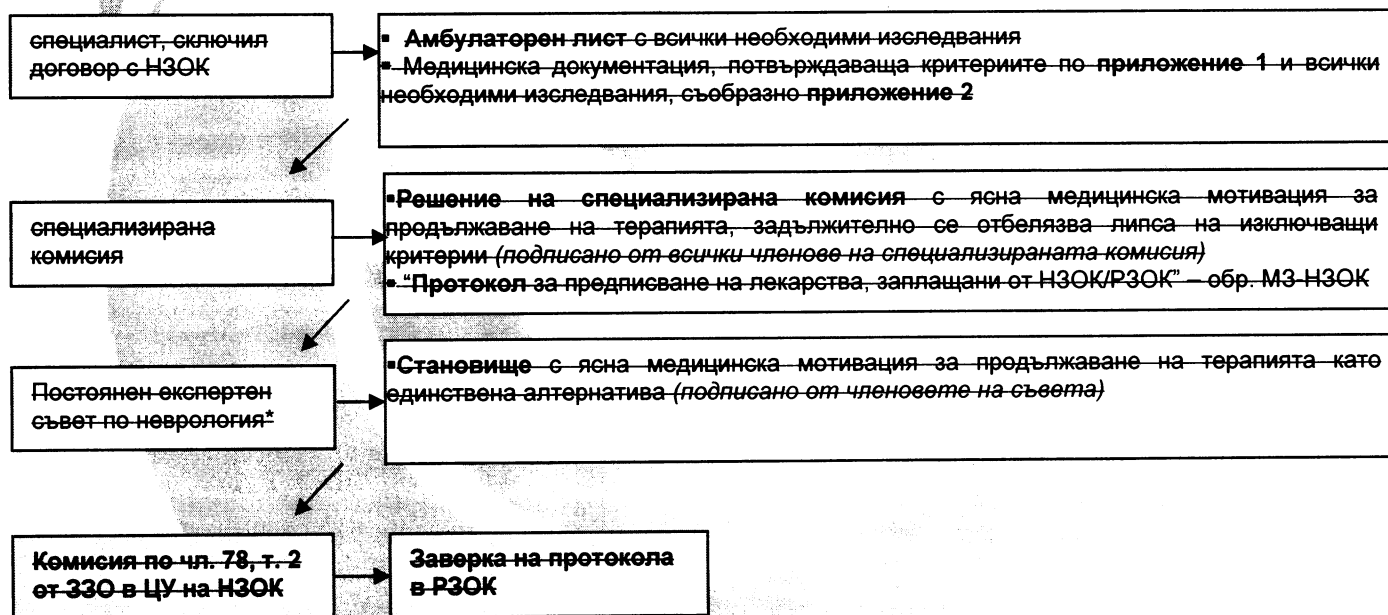 специалист, сключил
договор с НЗОК
▪ Амбулаторен лист с всички необходими изследвания
▪ Медицинска документация, потвърждаваща критериите по приложение 1 и всички
необходими изследвания, съобразно приложение 2
специализирана
комисия
▪Решение на специализирана комисия с ясна медицинска мотивация за
продължаване на терапията, задължително се отбелязва липса на изключващи
критерии (подписано от всички членове на специализираната комисия)
▪ "Протокол за предписване на лекарства, заплащани от НЗОК/РЗОК" – обр. МЗ-НЗОК
Постоянен експертен
съвет по неврология*
▪Становище с ясна медицинска мотивация за продължаване на терапията като
единствена алтернатива (подписано от членовете на съвета)
Комисия по чл. 78, т. 2
от ЗЗО в ЦУ на НЗОК
Заверка на протокола
в РЗОК